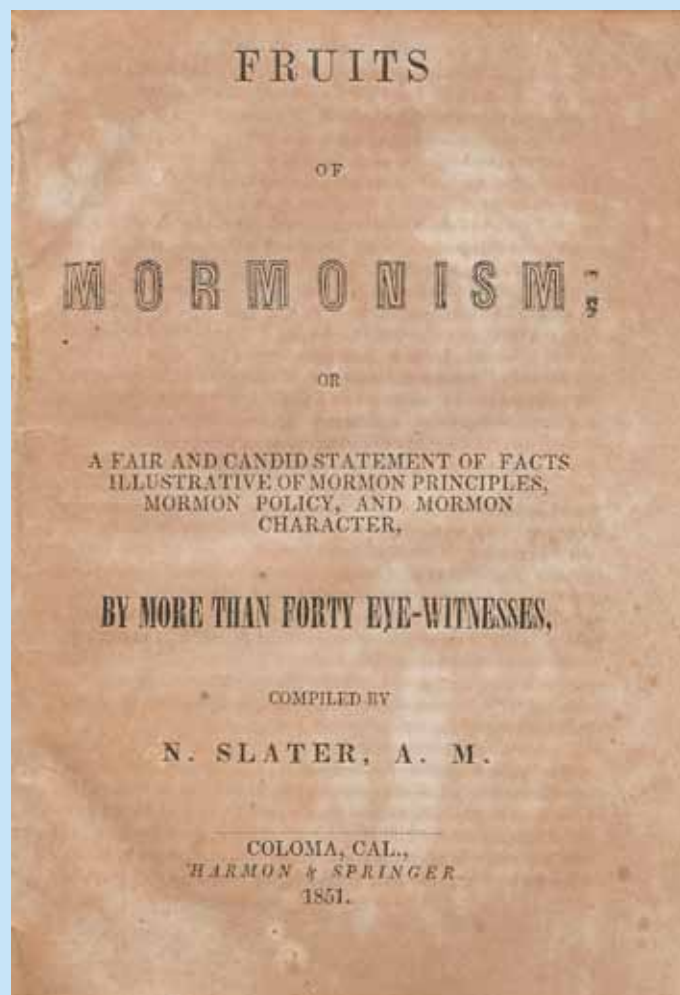 FRUITS
OF
MORMONISM;
OR
A FAIR AND CANDID STATEMENT OF FACTS
ILLUSTRATIVE OF MORMON PRINCIPLES,
MORMON POLICY, AND MORMON
CHARACTER,
BY MORE THAN FORTY EYE-WITNESSES,
COMPILED BY
N. SLATER, A. M.
COLOMA, CAL.,
HARMON & SPRINGER
1851.